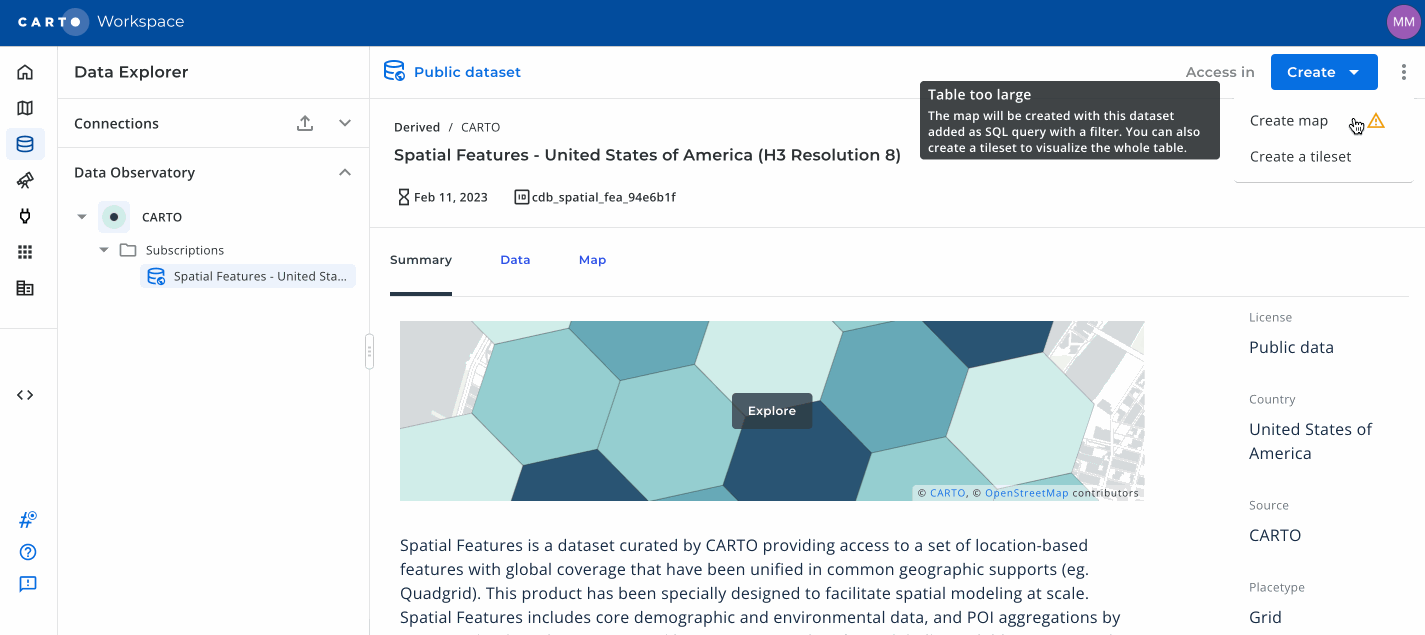 CARTO Workspace
MM
Data Explorer
Public dataset
Access in
Create
Connections
Table too large
The map will be created with this dataset
added as SQL query with a filter. You can also
create a tileset to visualize the whole table.
Create map
Create a tileset
Derived / CARTO
Spatial Features - United States of America (H3 Resolution 8)
Feb 11, 2023
ID cdb_spatial_fea_94e6b1f
Data Observatory
CARTO
Subscriptions
Spatial Features - United Sta...
Summary
Data
Map
Explore
© CARTO, © OpenStreetMap contributors
License
Public data
Country
United States of
America
Source
CARTO
Placetype
Grid
Spatial Features is a dataset curated by CARTO providing access to a set of location-based
features with global coverage that have been unified in common geographic supports (eg.
Quadgrid). This product has been specially designed to facilitate spatial modeling at scale.
Spatial Features includes core demographic and environmental data, and POI aggregations by